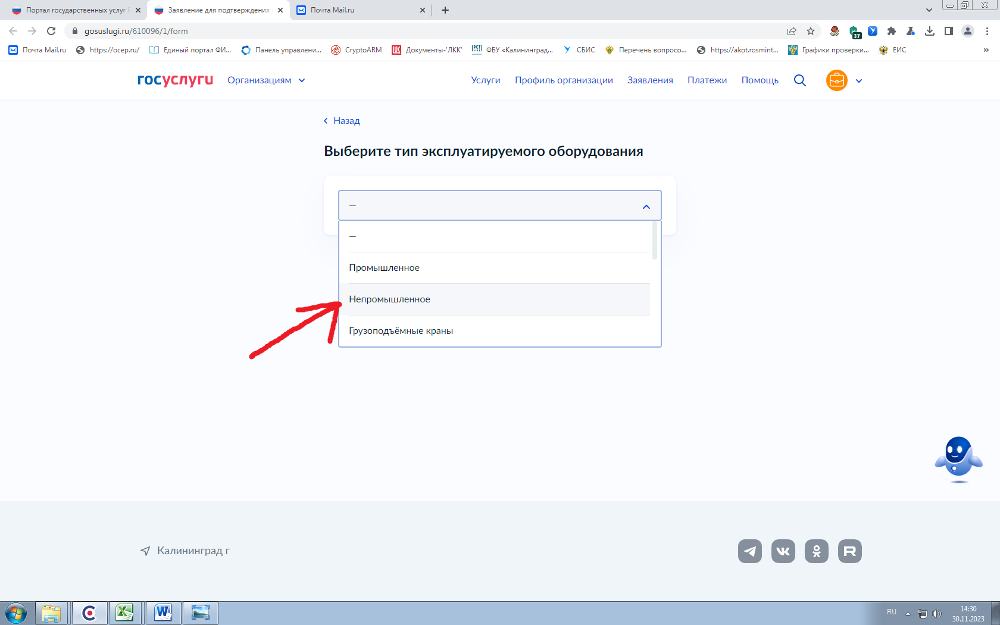 Портал государственных услуг
Заявление для подтверждения
Почта Mail.ru
gosuslugi.ru/610096/1/form
37
Почта Mail.ru
https://ocep.ru/
Единый портал ФИ...
Панель управлени...
CryptoARM
Документы-'ЛКК'
ФБУ «Калининград...
СБИС
Перечень вопросо...
https://akot.rosmint...
Графики проверки...
ЕИС
»
госуслуги
Организациям
Услуги
Профиль организации
Заявления
Платежи
Помощь
Назад
Выберите тип эксплуатируемого оборудования
—
—
Промышленное
Непромышленное
Грузоподъёмные краны
Калининград г
RU
14:30
30.11.2023